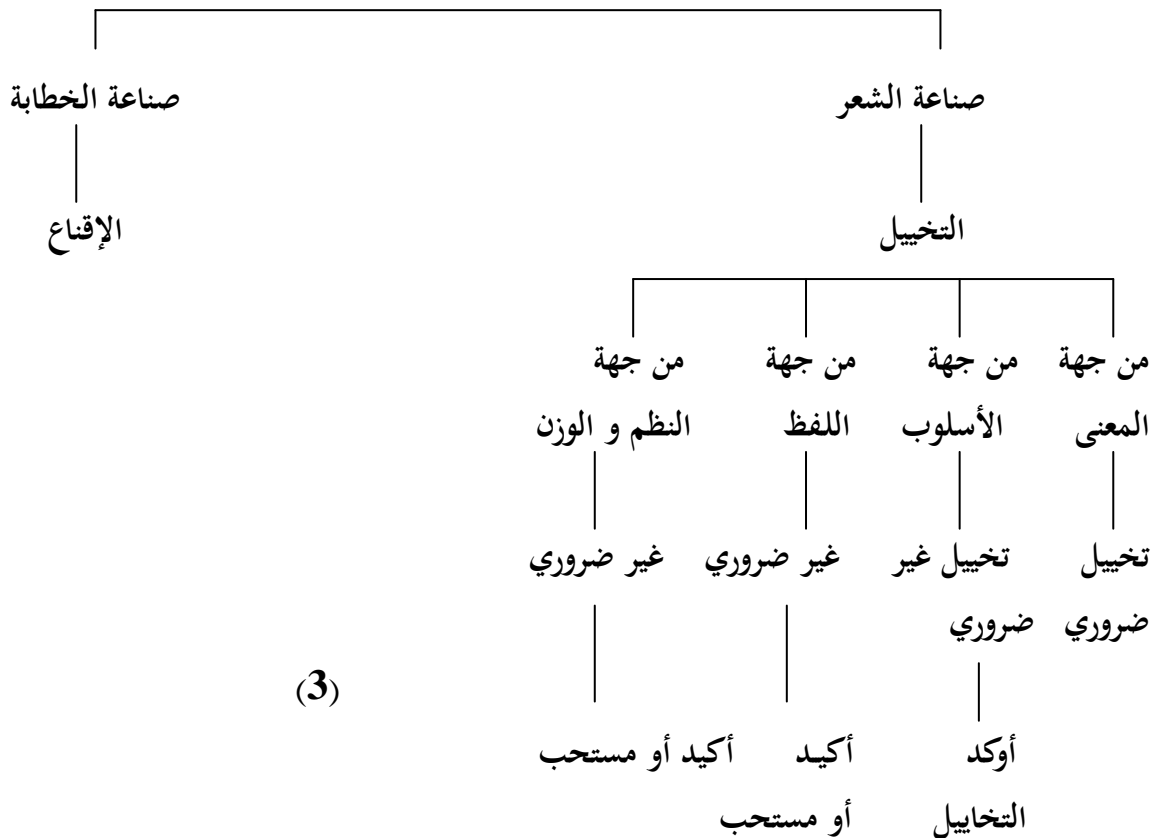 صناعة الشعر
صناعة الخطابة
التخييل
الإقناع
من جهة
من جهة
من جهة
من جهة
المعنى
الأسلوب
اللفظ
النظم و الوزن
تخييل
تخييل غير
غير ضروري
غير ضروري
ضروري
ضروري
(3)
أوكد
أكيـد
أكيد أو مستحب
التخاييل
أو مستحب